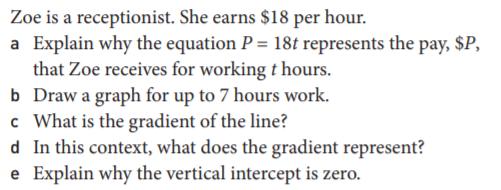 Zoe is a receptionist. She earns $18 per hour.
a Explain why the equation P = 18t represents the pay, $P,
that Zoe receives for working t hours.
b Draw a graph for up to 7 hours work.
c What is the gradient of the line?
d In this context, what does the gradient represent?
e Explain why the vertical intercept is zero.